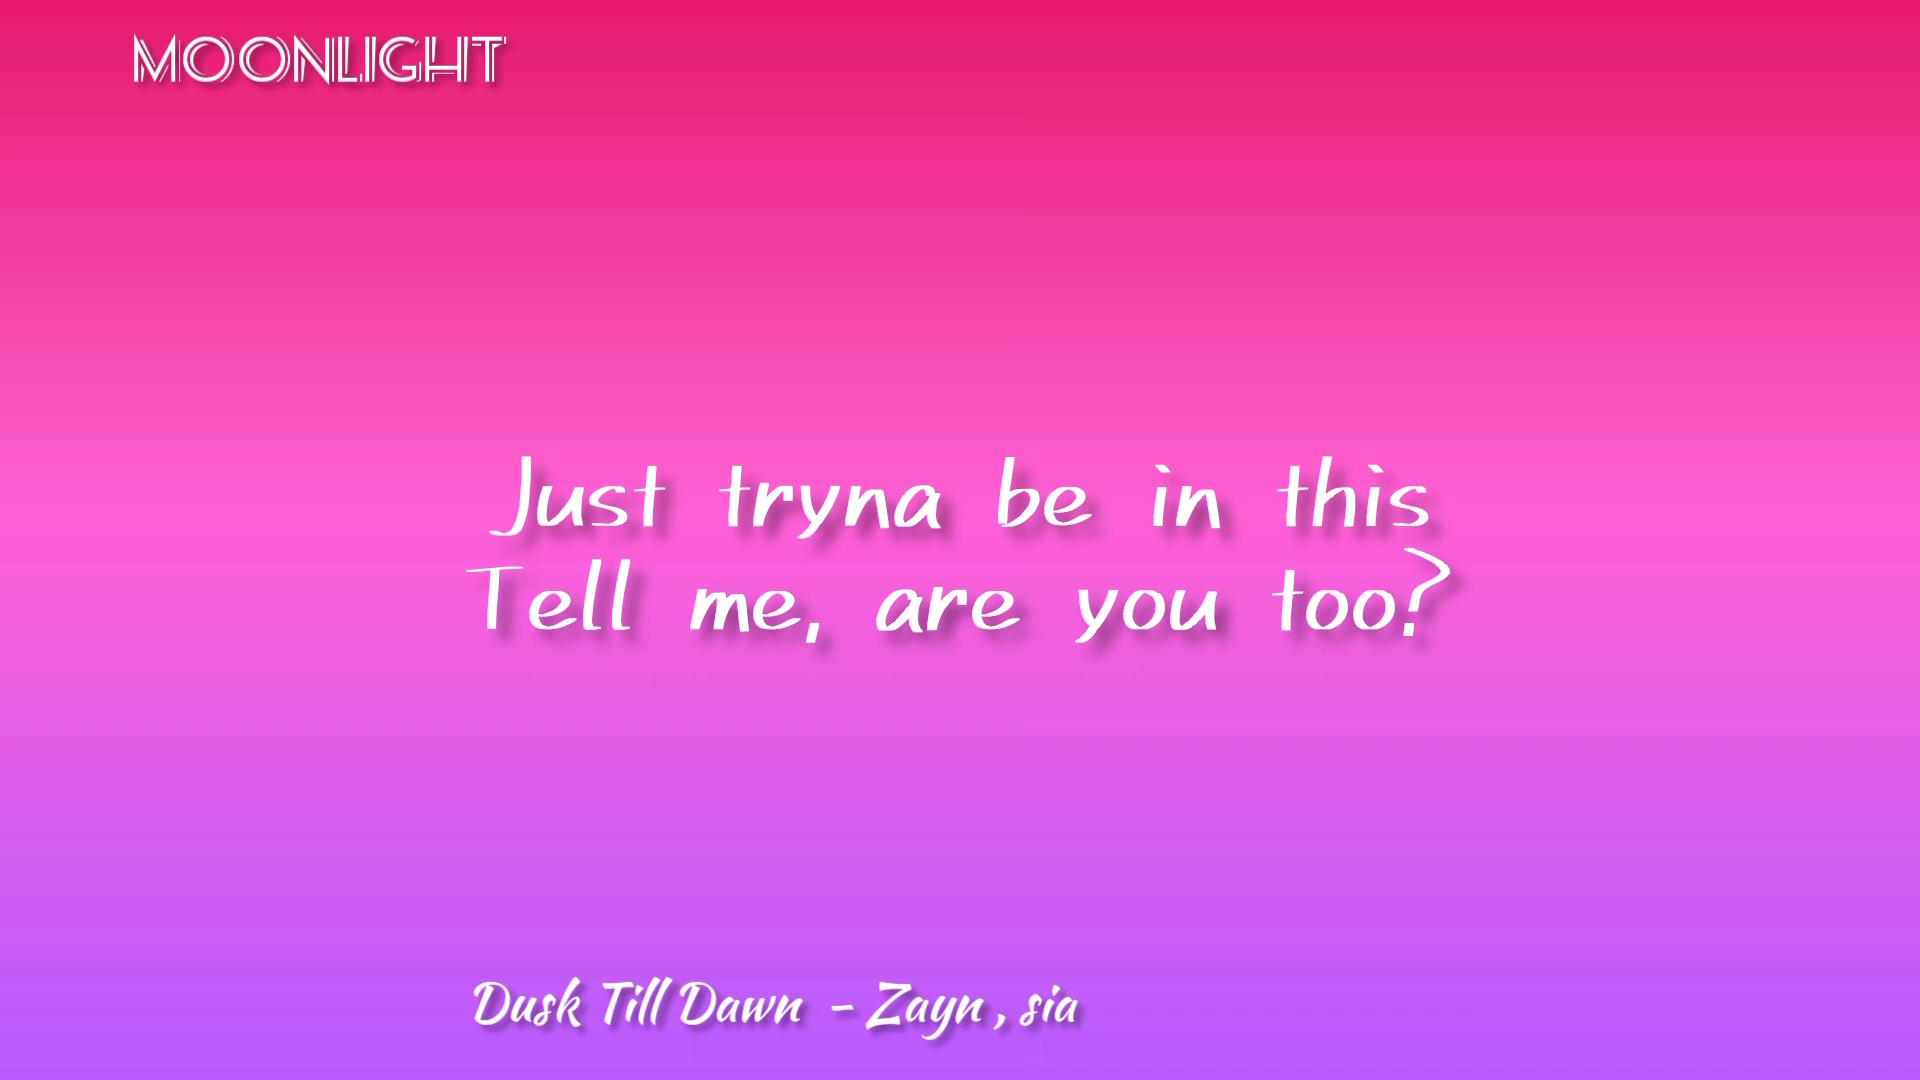 MOONLIGHT
Just tryna be in this
Tell me, are you too?
Dusk Till Dawn - Zayn , sia